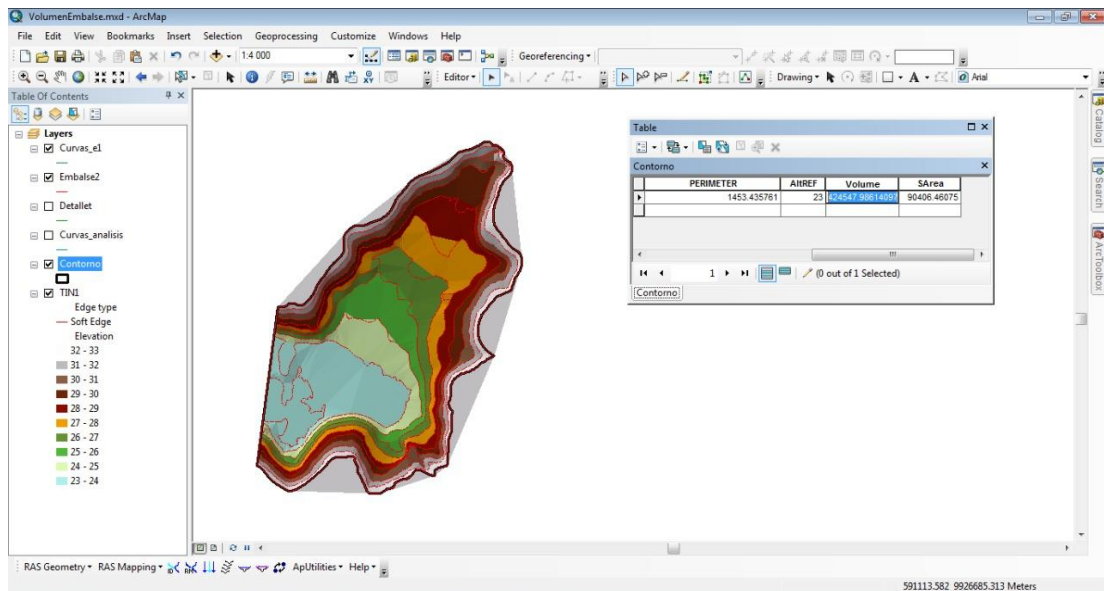 VolumenEmbalse.mxd - ArcMap
File Edit View Bookmarks Insert Selection Geoprocessing Customize Windows Help
1:4 000 Georeferencing
Editor Drawing Arial
Table Of Contents
Layers
Curvas_e1
Embalse2
Detallet
Curvas_analisis
Contorno
TIN1
Edge type
Soft Edge
Elevation
32 - 33
31 - 32
30 - 31
29 - 30
28 - 29
27 - 28
26 - 27
25 - 26
24 - 25
23 - 24
Table
Contorno
PERIMETER AltREF Volume SArea
1453.435761 23 424547.98614097 90406.46075
1 (0 out of 1 Selected)
Contorno
Catalog
Search
ArcToolbox
RAS Geometry RAS Mapping ApUtilities Help
591113.582 9926685.313 Meters